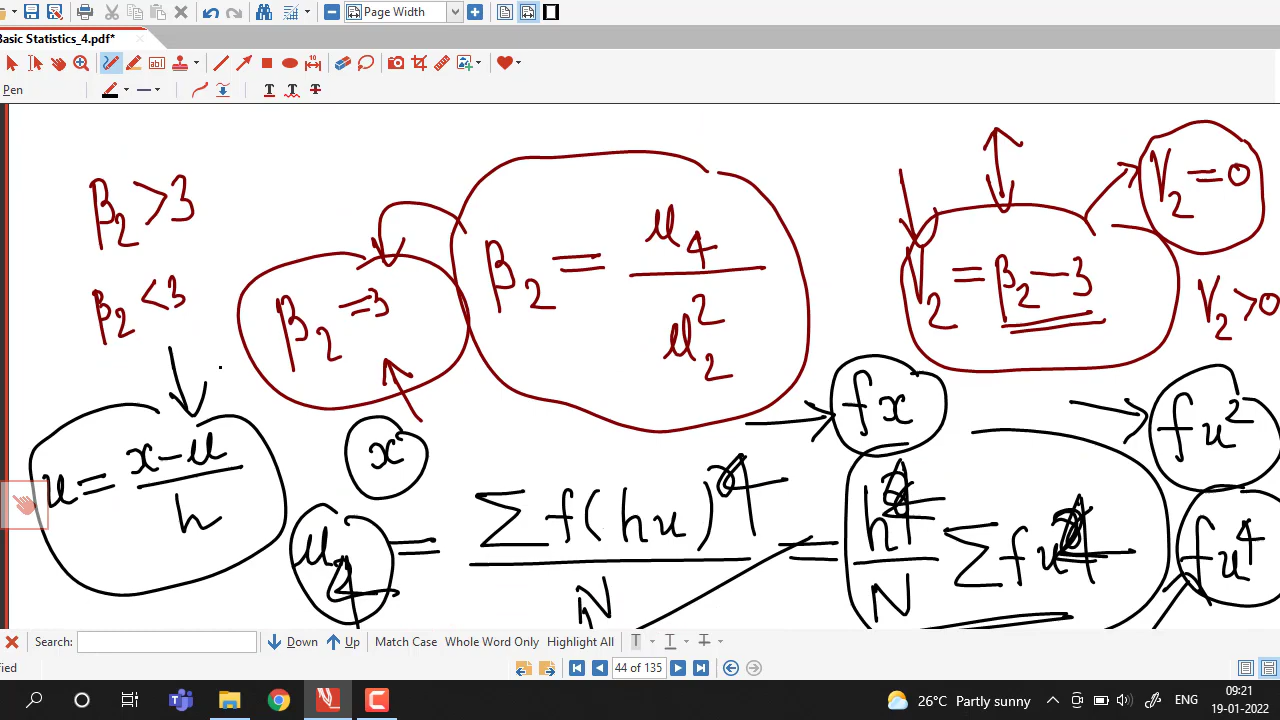 Page Width
Basic Statistics_4.pdf*
10
Pen
β₂ > 3
β₂ < 3
β₂ = 3
β₂ = μ₄ / μ₂²
γ₂ = β₂ − 3
γ₂ = 0
γ₂ > 0
u = (x − μ) / h
x
fx
fu²
μ₄ = Σ f(hu)⁴ / N = h⁴ / N Σ fu⁴
fu⁴
Search: Down Up Match Case Whole Word Only Highlight All T T T
fied 44 of 135
26°C Partly sunny ENG 09:21
19-01-2022